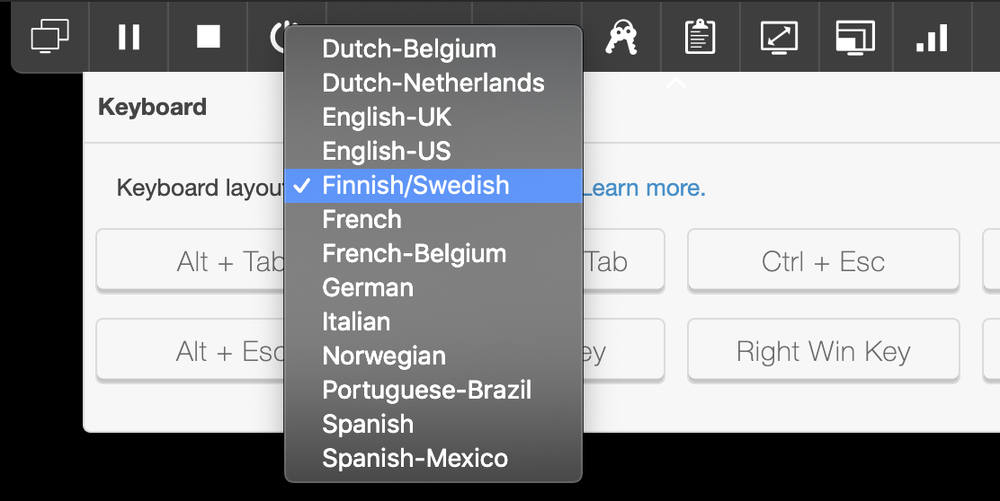 Keyboard
Keyboard layou
Dutch-Belgium
Dutch-Netherlands
English-UK
English-US
Finnish/Swedish
French
French-Belgium
German
Italian
Norwegian
Portuguese-Brazil
Spanish
Spanish-Mexico
Learn more.
Alt + Tab
Tab
Ctrl + Esc
Alt + Esc
ey
Right Win Key